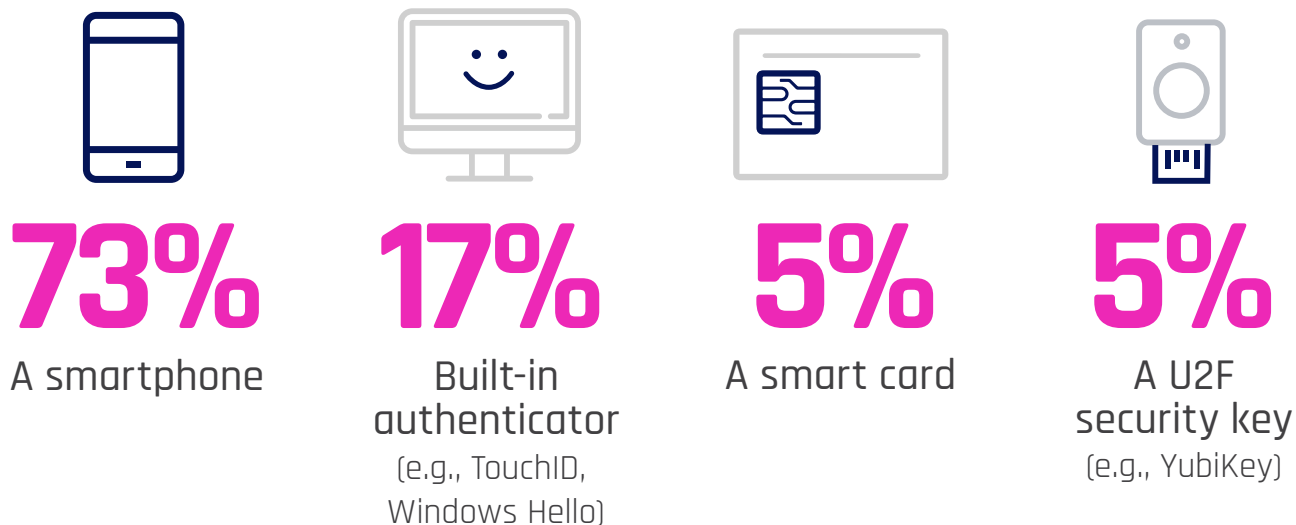 73%
A smartphone
17%
Built-in
authenticator
(e.g., TouchID,
Windows Hello)
5%
A smart card
5%
A U2F
security key
(e.g., YubiKey)